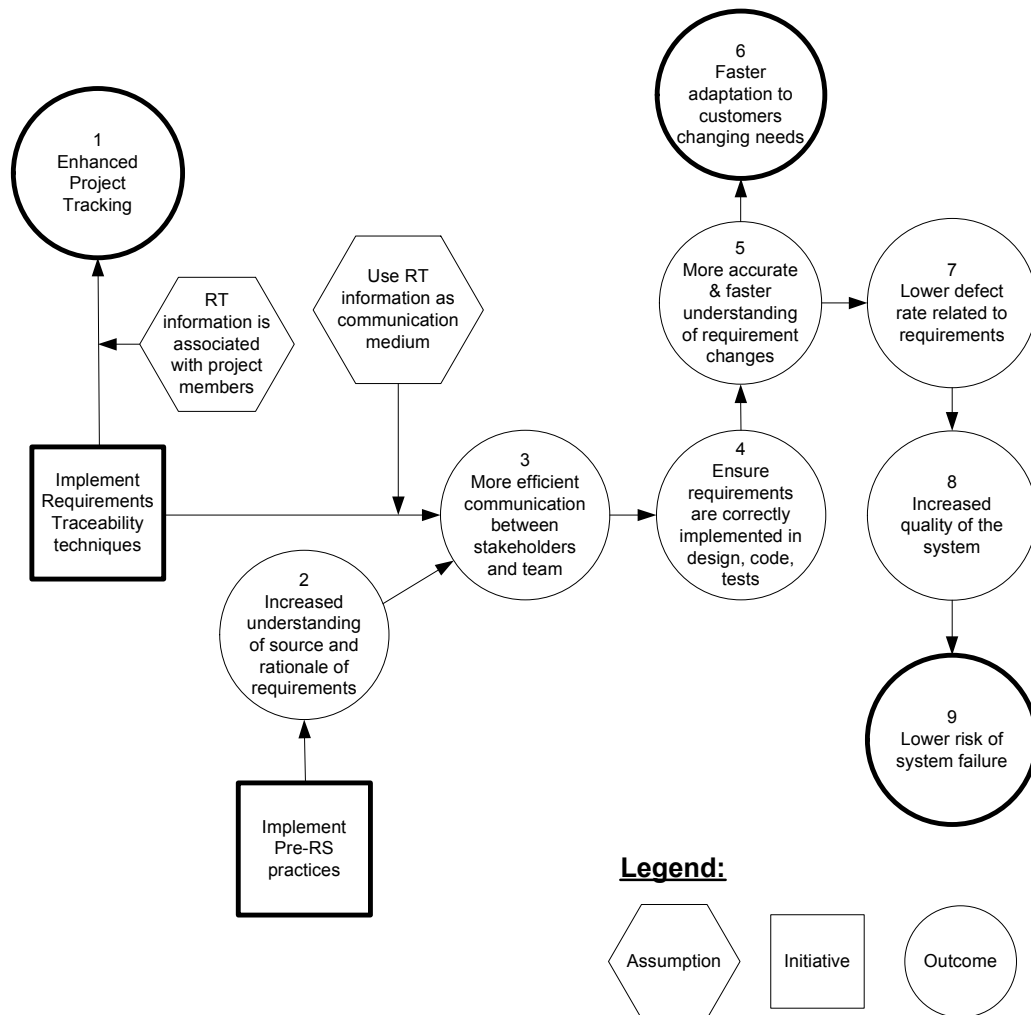 1
Enhanced
Project
Tracking
RT
information is
associated
with project
members
Use RT
information as
communication
medium
Implement
Requirements
Traceability
techniques
2
Increased
understanding
of source and
rationale of
requirements
Implement
Pre-RS
practices
3
More efficient
communication
between
stakeholders
and team
4
Ensure
requirements
are correctly
implemented in
design, code,
tests
5
More accurate
& faster
understanding
of requirement
changes
6
Faster
adaptation to
customers
changing needs
7
Lower defect
rate related to
requirements
8
Increased
quality of the
system
9
Lower risk of
system failure
Legend:
Assumption
Initiative
Outcome